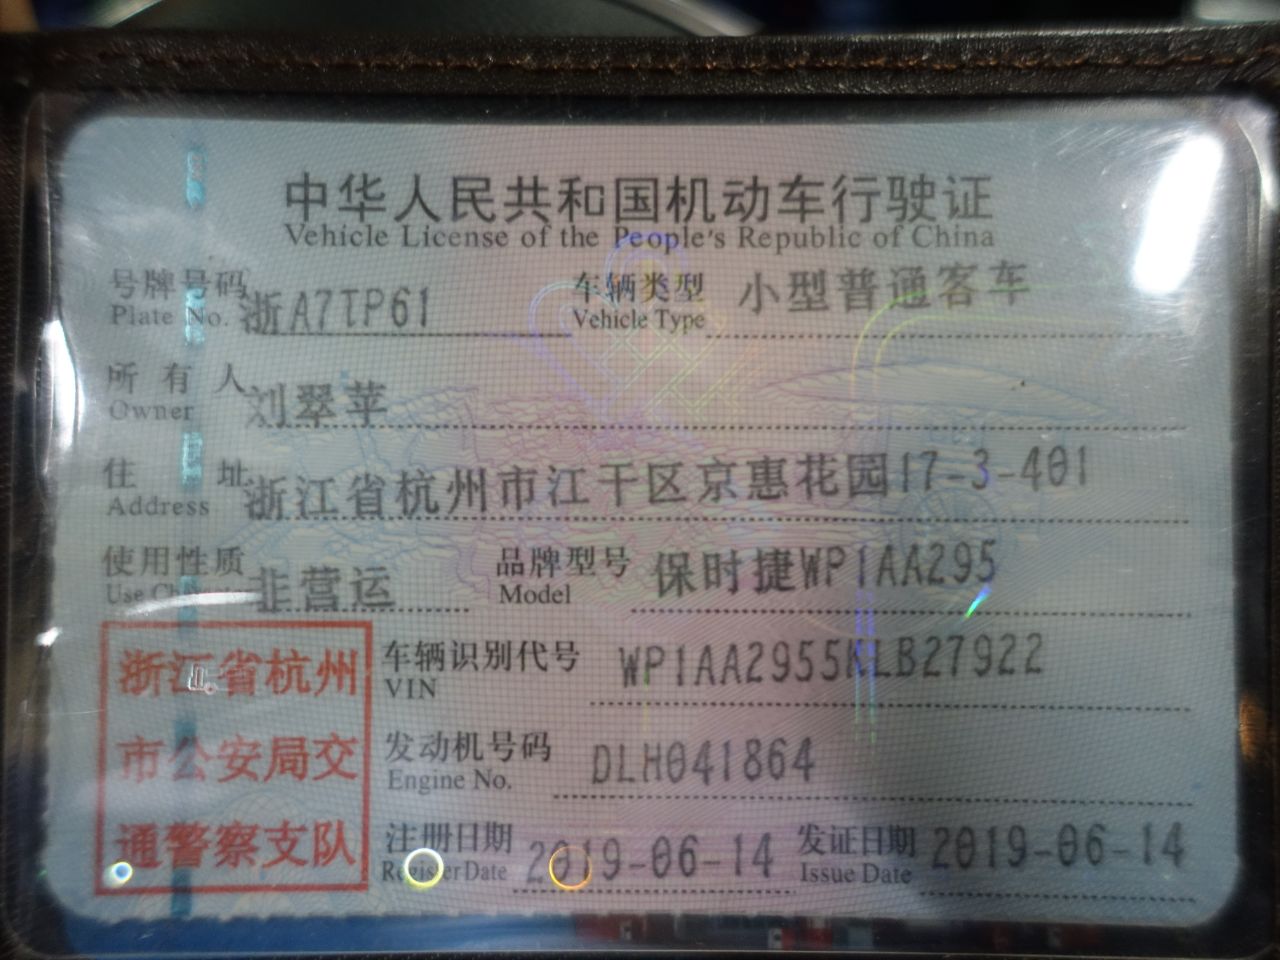 中华人民共和国机动车行驶证
Vehicle License of the People's Republic of China
号牌号码 浙A7TP61 车辆类型 小型普通客车
Plate No. Vehicle Type
所有人 刘翠苹
Owner
住址 浙江省杭州市江干区京惠花园17-3-401
Address
使用性质 非营运 品牌型号 保时捷WP1AA295
Use Model
浙江省杭州 车辆识别代号 WP1AA2955KLB27922
VIN
市公安局交 发动机号码 DLH041864
Engine No.
通警察支队 注册日期 2019-06-14 发证日期 2019-06-14
Register Date Issue Date